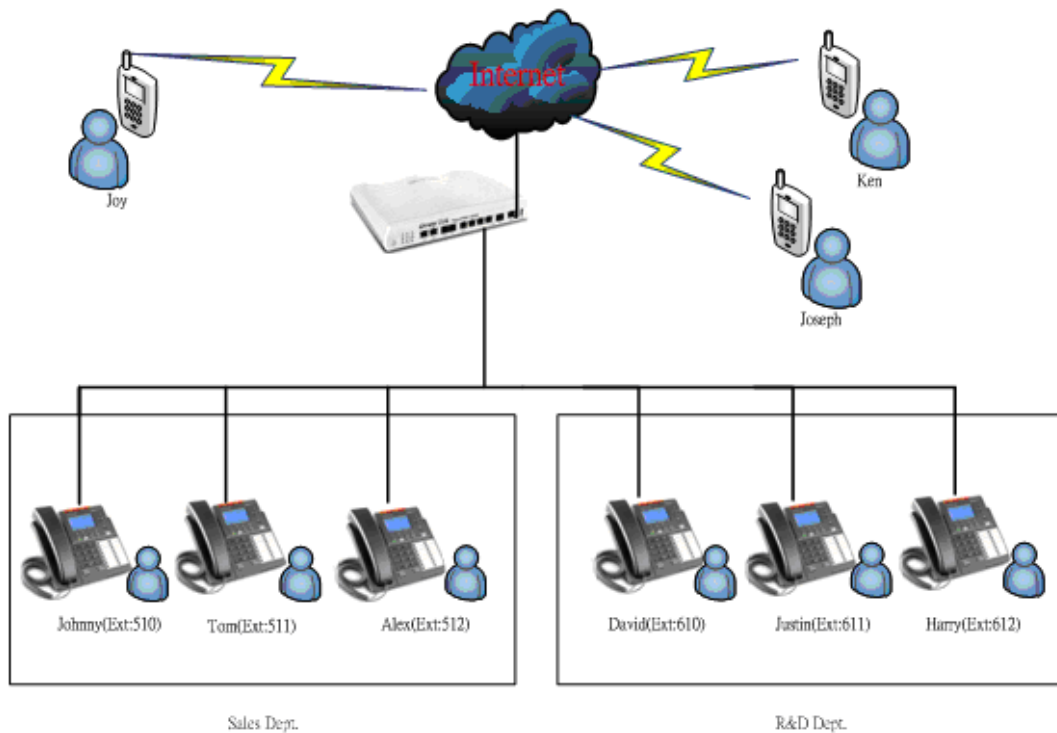 Internet
Joy
Ken
Joseph
Johnny(Ext:510)
Tom(Ext:511)
Alex(Ext:512)
David(Ext:610)
Justin(Ext:611)
Harry(Ext:612)
Sales Dept.
R&D Dept.